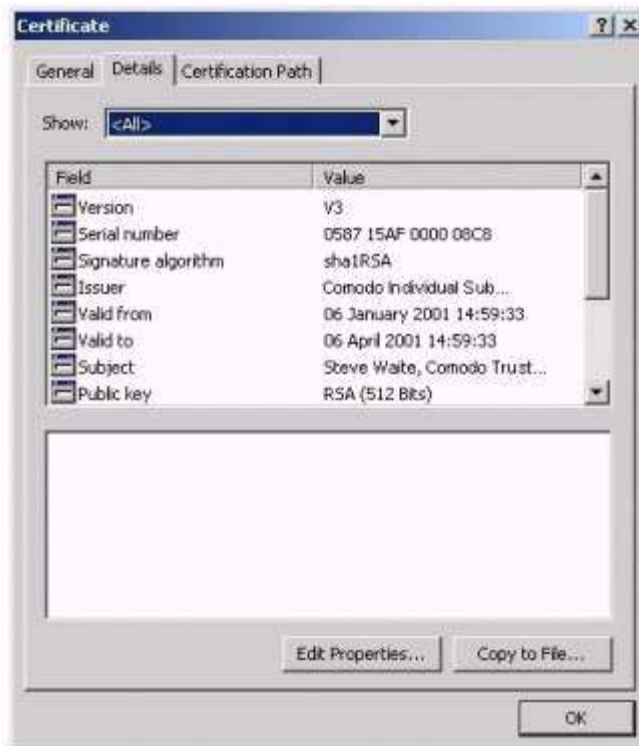 Certificate
General Details Certification Path
Show: <All>
Field Value
Version V3
Serial number 0587 15AF 0000 08C8
Signature algorithm sha1RSA
Issuer Comodo Individual Sub...
Valid from 06 January 2001 14:59:33
Valid to 06 April 2001 14:59:33
Subject Steve Waite, Comodo Trust...
Public key RSA (512 Bits)
Edit Properties... Copy to File...
OK